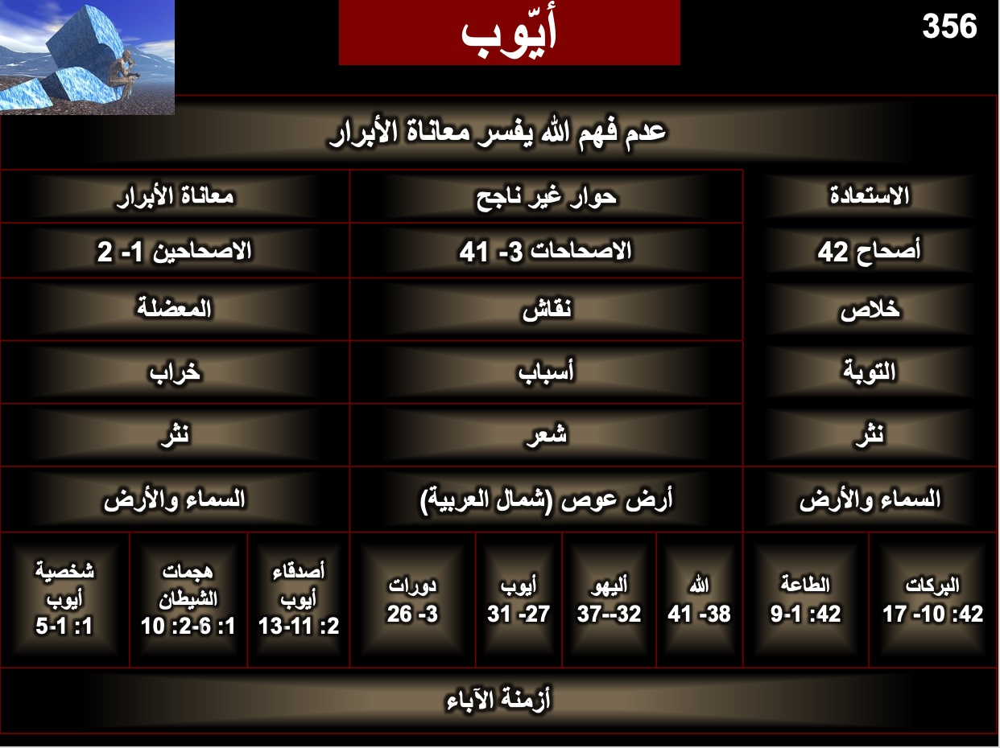 356
أيّوب
عدم فهم الله يفسر معاناة الأبرار
معاناة الأبرار
حوار غير ناجح
الاستعادة
الاصحاحين 1- 2
الاصحاحات 3- 41
أصحاح 42
المعضلة
نقاش
خلاص
خراب
أسباب
التوبة
نثر
شعر
نثر
السماء والأرض
أرض عوص (شمال العربية)
السماء والأرض
شخصية
أيوب
1: 1-5
هجمات
الشيطان
1: 6-2: 10
أصدقاء
أيوب
2: 11-13
دورات
3- 26
أيوب
27- 31
أليهو
32--37
الله
38- 41
الطاعة
42: 1-9
البركات
42: 10- 17
أزمنة الآباء